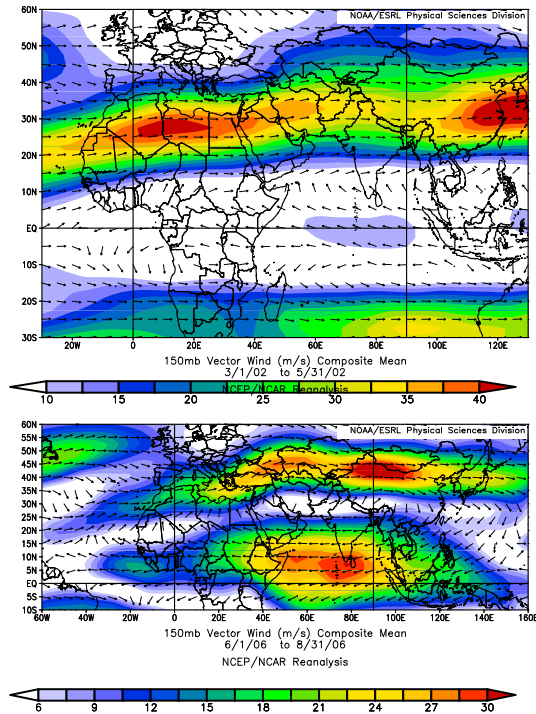 60N
NOAA/ESRL Physical Sciences Division
50N
40N
30N
20N
10N
EQ
10S
20S
30S
20W 0 20E 40E 60E 80E 100E 120E
150mb Vector Wind (m/s) Composite Mean
3/1/02 to 5/31/02
NCEP/NCAR Reanalysis
10 15 20 25 30 35 40
60N
NOAA/ESRL Physical Sciences Division
55N
50N
45N
40N
35N
30N
25N
20N
15N
10N
5N
EQ
5S
10S
60W 40W 20W 0 20E 40E 60E 80E 100E 120E 140E 160E
150mb Vector Wind (m/s) Composite Mean
6/1/06 to 8/31/06
NCEP/NCAR Reanalysis
6 9 12 15 18 21 24 27 30